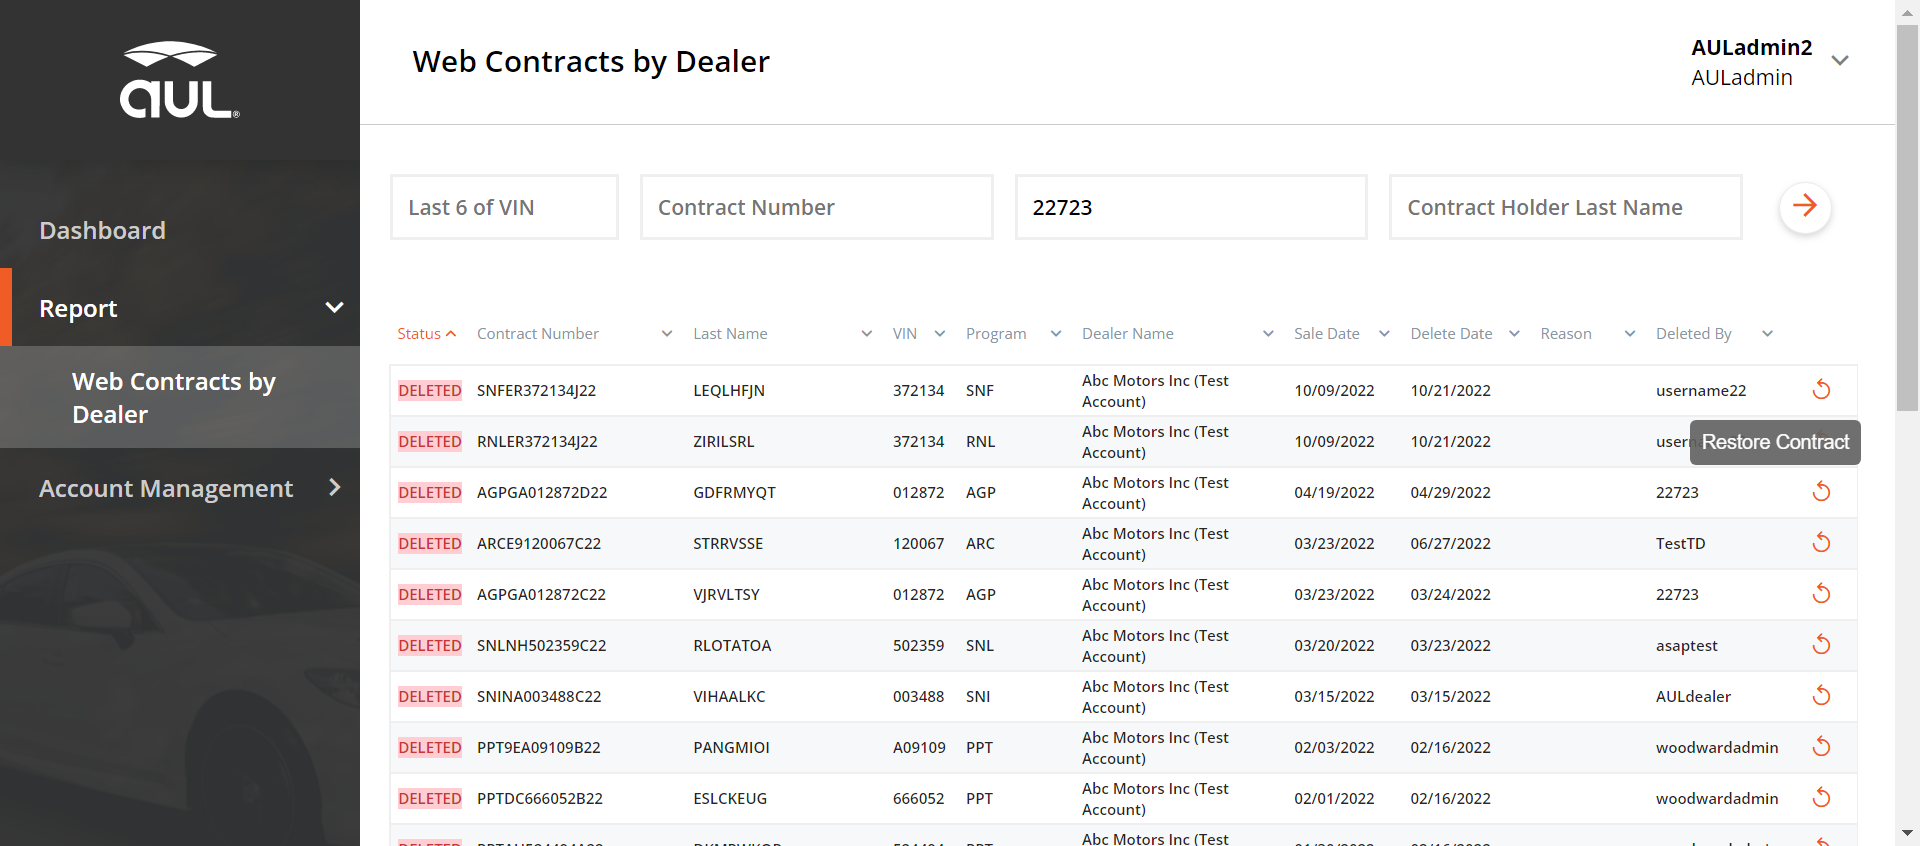 aUL®
Web Contracts by Dealer
AULadmin2
AULadmin
Dashboard
Report
Web Contracts by
Dealer
Account Management
Last 6 of VIN
Contract Number
22723
Contract Holder Last Name
Status Contract Number Last Name VIN Program Dealer Name Sale Date Delete Date Reason Deleted By
DELETED SNFER372134J22 LEQLHFJN 372134 SNF Abc Motors Inc (Test
Account) 10/09/2022 10/21/2022 username22
DELETED RNLER372134J22 ZIRILSRL 372134 RNL Abc Motors Inc (Test
Account) 10/09/2022 10/21/2022
Restore Contract
DELETED AGPGA012872D22 GDFRMYQT 012872 AGP Abc Motors Inc (Test
Account) 04/19/2022 04/29/2022 22723
DELETED ARCE9120067C22 STRRVSSE 120067 ARC Abc Motors Inc (Test
Account) 03/23/2022 06/27/2022 TestTD
DELETED AGPGA012872C22 VJRVLTSY 012872 AGP Abc Motors Inc (Test
Account) 03/23/2022 03/24/2022 22723
DELETED SNLNH502359C22 RLOTATOA 502359 SNL Abc Motors Inc (Test
Account) 03/20/2022 03/23/2022 asaptest
DELETED SNINA003488C22 VIHAALKC 003488 SNI Abc Motors Inc (Test
Account) 03/15/2022 03/15/2022 AULdealer
DELETED PPT9EA09109B22 PANGMIOI A09109 PPT Abc Motors Inc (Test
Account) 02/03/2022 02/16/2022 woodwardadmin
DELETED PPTDC666052B22 ESLCKEUG 666052 PPT Abc Motors Inc (Test
Account) 02/01/2022 02/16/2022 woodwardadmin
Abc Motors Inc (Test